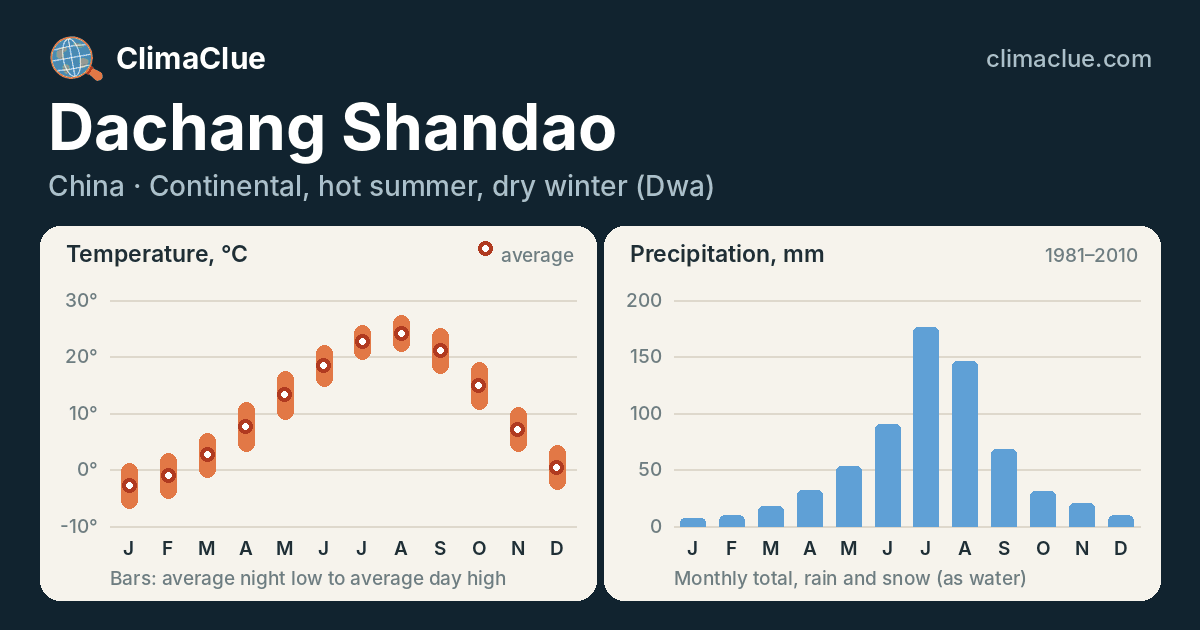 ClimaClue
climaclue.com
Dachang Shandao
China · Continental, hot summer, dry winter (Dwa)
Temperature, °C
average
30°
20°
10°
0°
-10°
J F M A M J J A S O N D
Bars: average night low to average day high
Precipitation, mm
1981–2010
200
150
100
50
0
J F M A M J J A S O N D
Monthly total, rain and snow (as water)